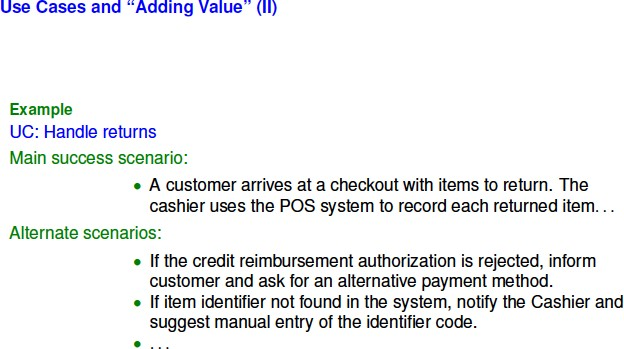 Use Cases and “Adding Value” (II)
Example
UC: Handle returns
Main success scenario:
• A customer arrives at a checkout with items to return. The
cashier uses the POS system to record each returned item...
Alternate scenarios:
• If the credit reimbursement authorization is rejected, inform
customer and ask for an alternative payment method.
• If item identifier not found in the system, notify the Cashier and
suggest manual entry of the identifier code.
• ...